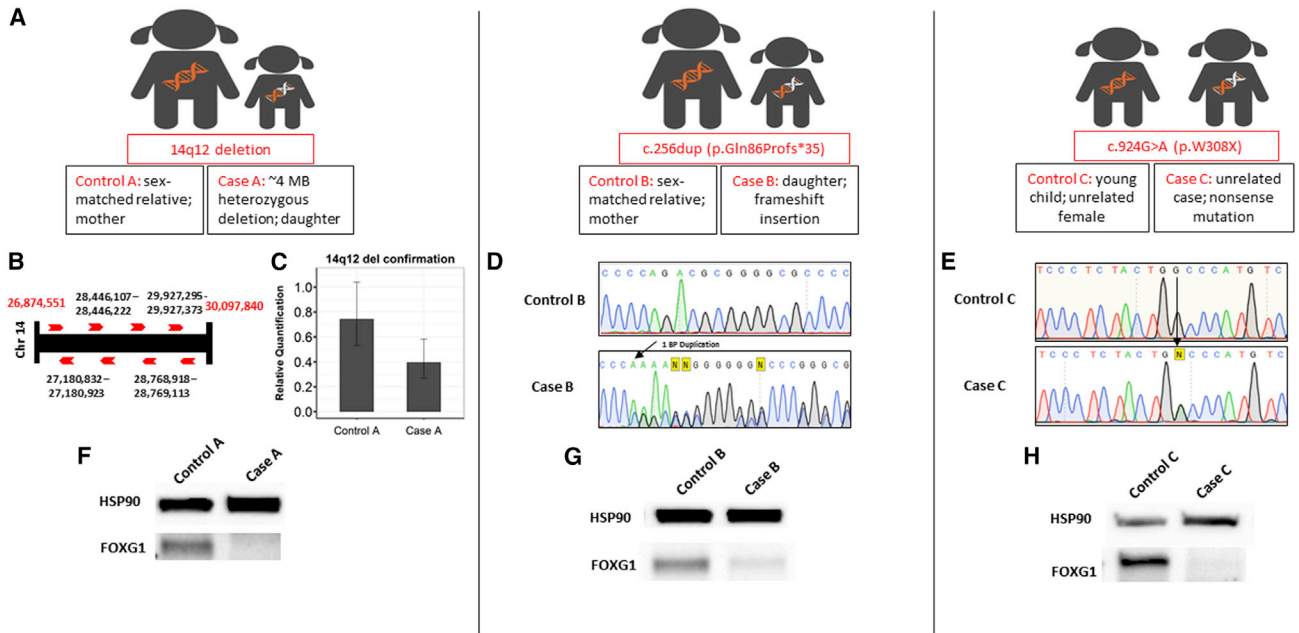 A
14q12 deletion
Control A: sex-
matched relative;
mother
Case A: ~4 MB
heterozygous
deletion; daughter
c.256dup (p.Gln86Profs*35)
Control B: sex-
matched relative;
mother
Case B: daughter;
frameshift
insertion
c.924G>A (p.W308X)
Control C: young
child; unrelated
female
Case C: unrelated
case; nonsense
mutation
B
26,874,551
28,446,107–
28,446,222
29,927,295–
29,927,373
30,097,840
Chr 14
27,180,832–
27,180,923
28,768,918–
28,769,113
C
14q12 del confirmation
Relative Quantification
1.0
0.8
0.6
0.4
0.2
0.0
Control A
Case A
D
Control B
C C C C A G A C G C G G G G C G C C C C
1 BP Duplication
Case B
C C C A A A A N N G G G G G G N C C C G G G C G
E
Control C
T C C C T C T A C T G G C C C A T G T C
Case C
T C C C T C T A C T G N C C C A T G T C
F
Control A
Case A
HSP90
FOXG1
G
Control B
Case B
HSP90
FOXG1
H
Control C
Case C
HSP90
FOXG1